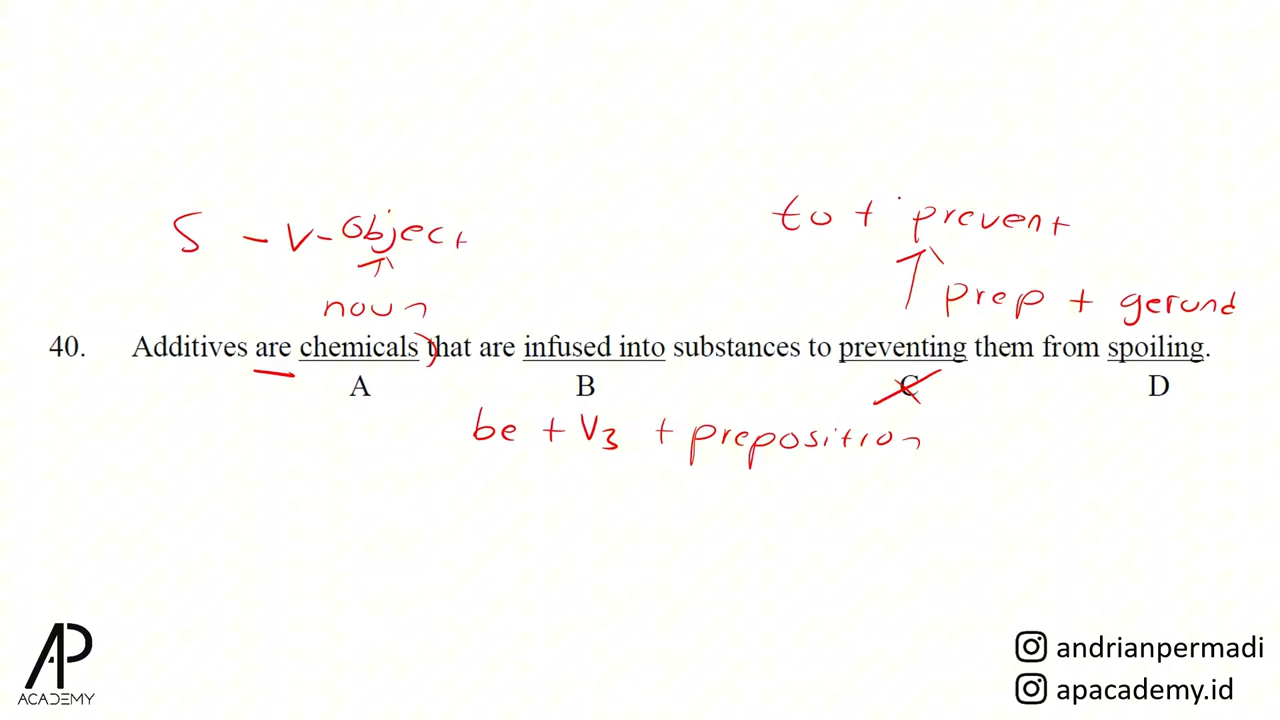 to + prevent
S - V - Object
prep + gerund
noun
40. Additives are chemicals that are infused into substances to preventing them from spoiling.
A B C D
be + V3 + preposition
AP
ACADEMY
andrianpermadi
apacademy.id